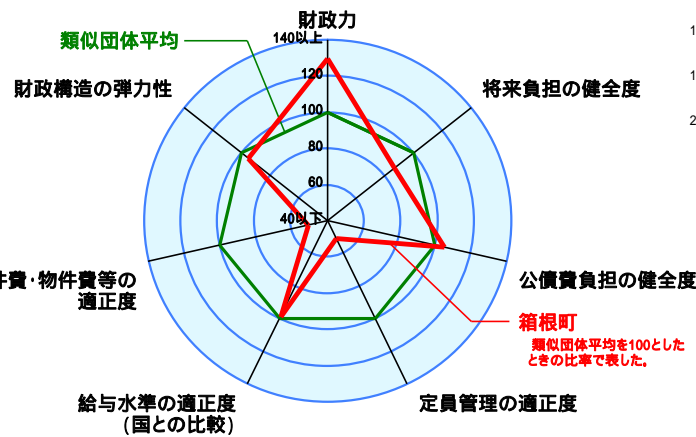 財政力
140以上
類似団体平均
120
財政構造の弾力性
将来負担の健全度
100
80
60
40以下
件費・物件費等の
適正度
公債費負担の健全度
箱根町
類似団体平均を100とした
ときの比率で表した。
給与水準の適正度
(国との比較)
定員管理の適正度
1
1
2